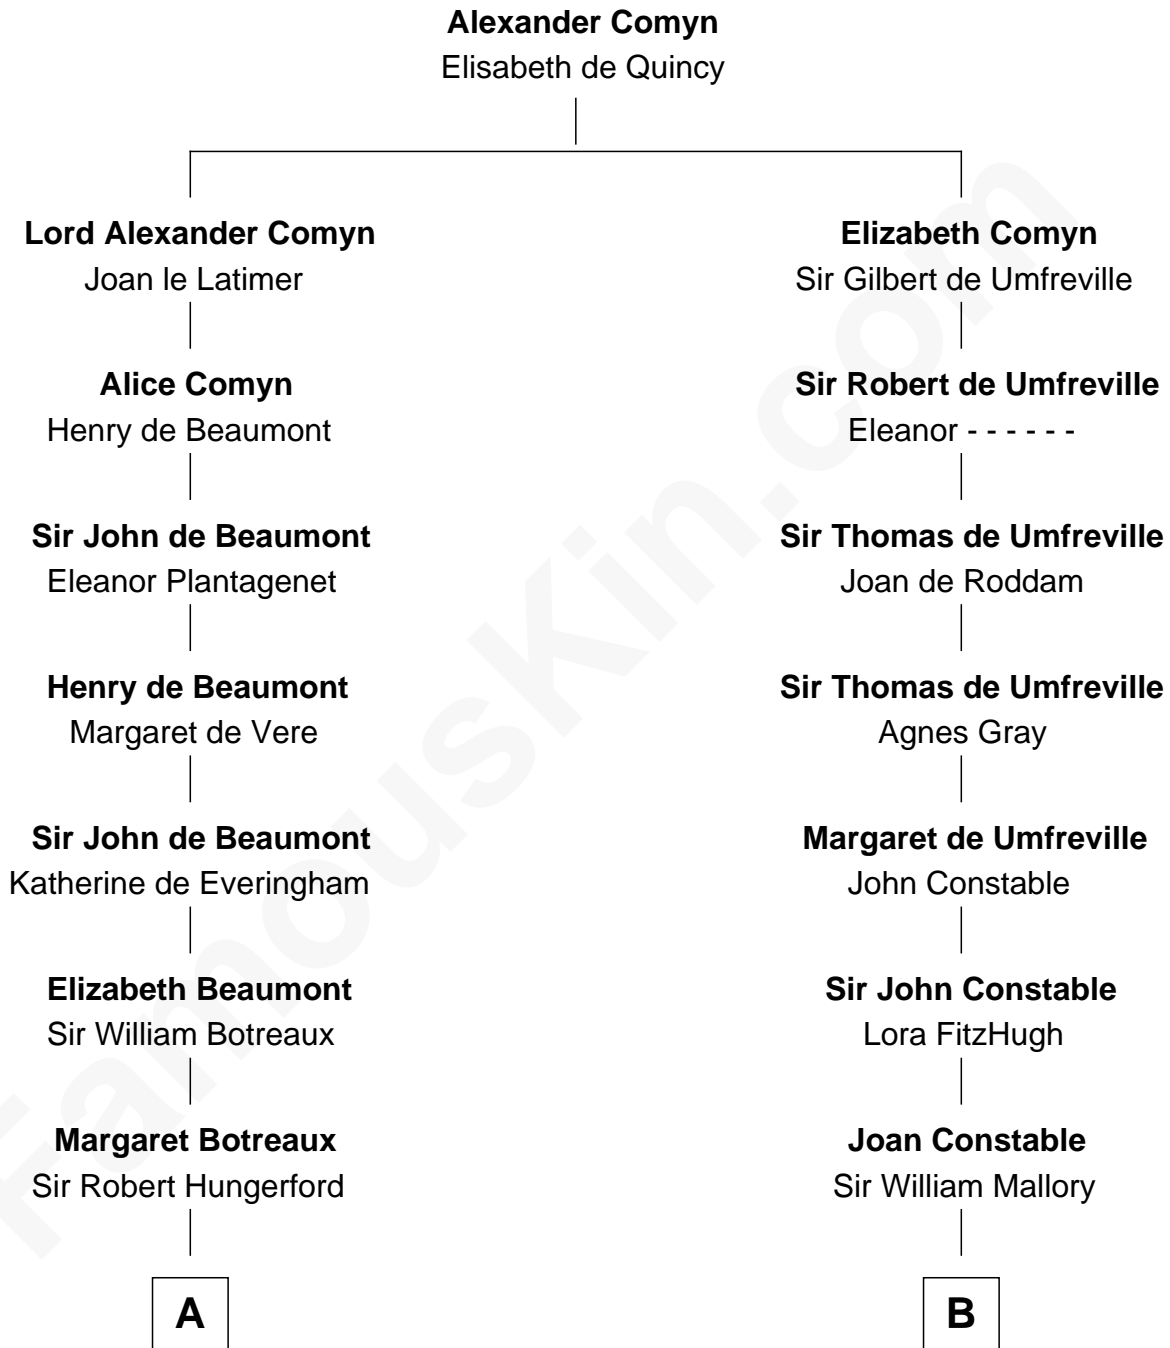 Alexander Comyn
Elisabeth de Quincy
Lord Alexander Comyn
Joan le Latimer
Alice Comyn
Henry de Beaumont
Sir John de Beaumont
Eleanor Plantagenet
Henry de Beaumont
Margaret de Vere
Sir John de Beaumont
Katherine de Everingham
Elizabeth Beaumont
Sir William Botreaux
Margaret Botreaux
Sir Robert Hungerford
A
Elizabeth Comyn
Sir Gilbert de Umfreville
Sir Robert de Umfreville
Eleanor - - - - - -
Sir Thomas de Umfreville
Joan de Roddam
Sir Thomas de Umfreville
Agnes Gray
Margaret de Umfreville
John Constable
Sir John Constable
Lora FitzHugh
Joan Constable
Sir William Mallory
B
FamousKin.com